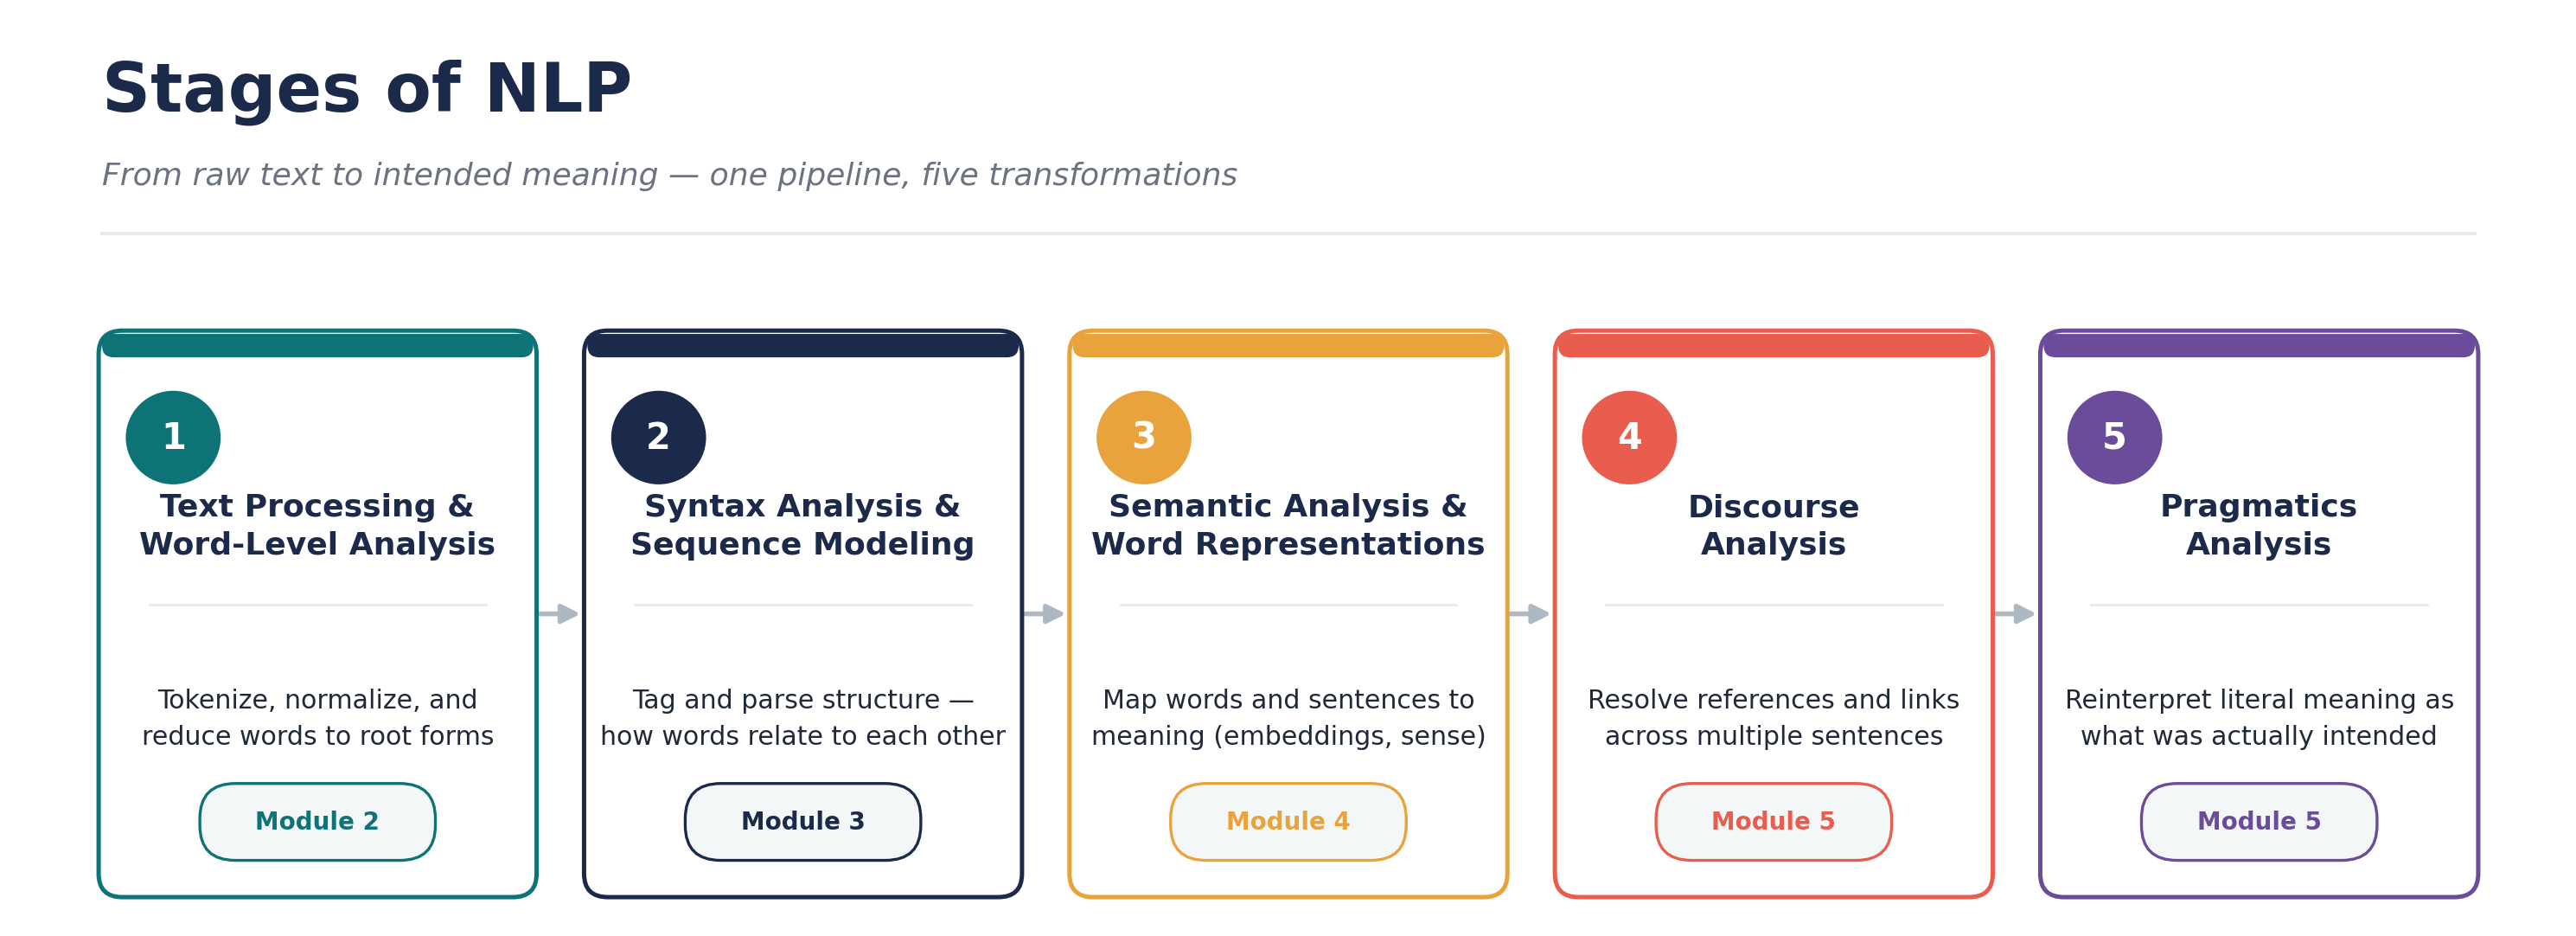 Stages of NLP
From raw text to intended meaning — one pipeline, five transformations
1
Text Processing &
Word-Level Analysis
Tokenize, normalize, and
reduce words to root forms
Module 2
2
Syntax Analysis &
Sequence Modeling
Tag and parse structure —
how words relate to each other
Module 3
3
Semantic Analysis &
Word Representations
Map words and sentences to
meaning (embeddings, sense)
Module 4
4
Discourse
Analysis
Resolve references and links
across multiple sentences
Module 5
5
Pragmatics
Analysis
Reinterpret literal meaning as
what was actually intended
Module 5